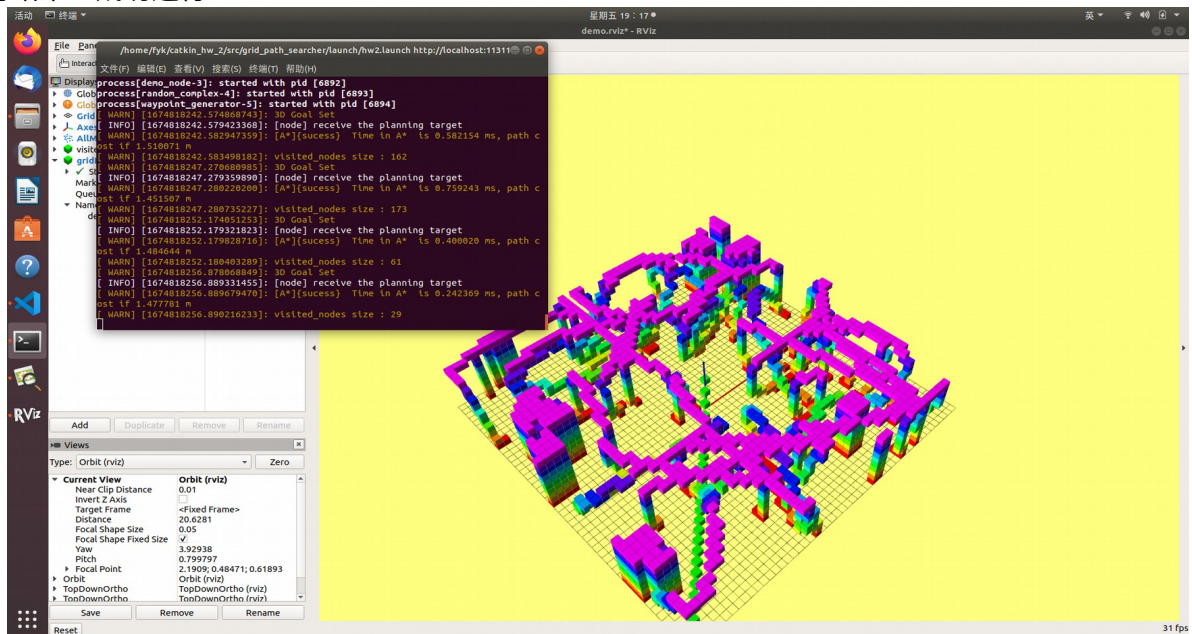 活动
终端
星期五 19：17
英
demo.rviz* - RViz
File
/home/fyk/catkin_hw_2/src/grid_path_searcher/launch/hw2.launch http://localhost:11311
文件(F) 编辑(E) 查看(V) 搜索(S) 终端(T) 帮助(H)
process[demo_node-3]: started with pid [6892]
process[random_complex-4]: started with pid [6893]
process[waypoint_generator-5]: started with pid [6894]
[ WARN] [1674818242.574868743]: 3D Goal Set
[ INFO] [1674818242.579423368]: [node] receive the planning target
[ WARN] [1674818242.582947359]: [A*]{sucess}  Time in A*  is 0.582154 ms, path c
ost if 1.510071 m
[ WARN] [1674818242.583498182]: visited_nodes size : 162
[ WARN] [1674818247.270680985]: 3D Goal Set
[ INFO] [1674818247.279359890]: [node] receive the planning target
[ WARN] [1674818247.280220200]: [A*]{sucess}  Time in A*  is 0.759243 ms, path c
ost if 1.451507 m
[ WARN] [1674818247.280735227]: visited_nodes size : 173
[ WARN] [1674818252.174051253]: 3D Goal Set
[ INFO] [1674818252.179321823]: [node] receive the planning target
[ WARN] [1674818252.179828716]: [A*]{sucess}  Time in A*  is 0.400020 ms, path c
ost if 1.484644 m
[ WARN] [1674818252.180403289]: visited_nodes size : 61
[ WARN] [1674818256.878068849]: 3D Goal Set
[ INFO] [1674818256.889331455]: [node] receive the planning target
[ WARN] [1674818256.889679470]: [A*]{sucess}  Time in A*  is 0.242369 ms, path c
ost if 1.477781 m
[ WARN] [1674818256.890216233]: visited_nodes size : 29
Add Duplicate Remove Rename
Views
Type: Orbit (rviz) Zero
Current View Orbit (rviz)
Near Clip Distance 0.01
Invert Z Axis
Target Frame <Fixed Frame>
Distance 20.6281
Focal Shape Size 0.05
Focal Shape Fixed Size
Yaw 3.92938
Pitch 0.799797
Focal Point 2.1909; 0.48471; 0.61893
Orbit Orbit (rviz)
TopDownOrtho TopDownOrtho (rviz)
TopDownOrtho TopDownOrtho (rviz)
Save Remove Rename
Reset
31 fps
RViz